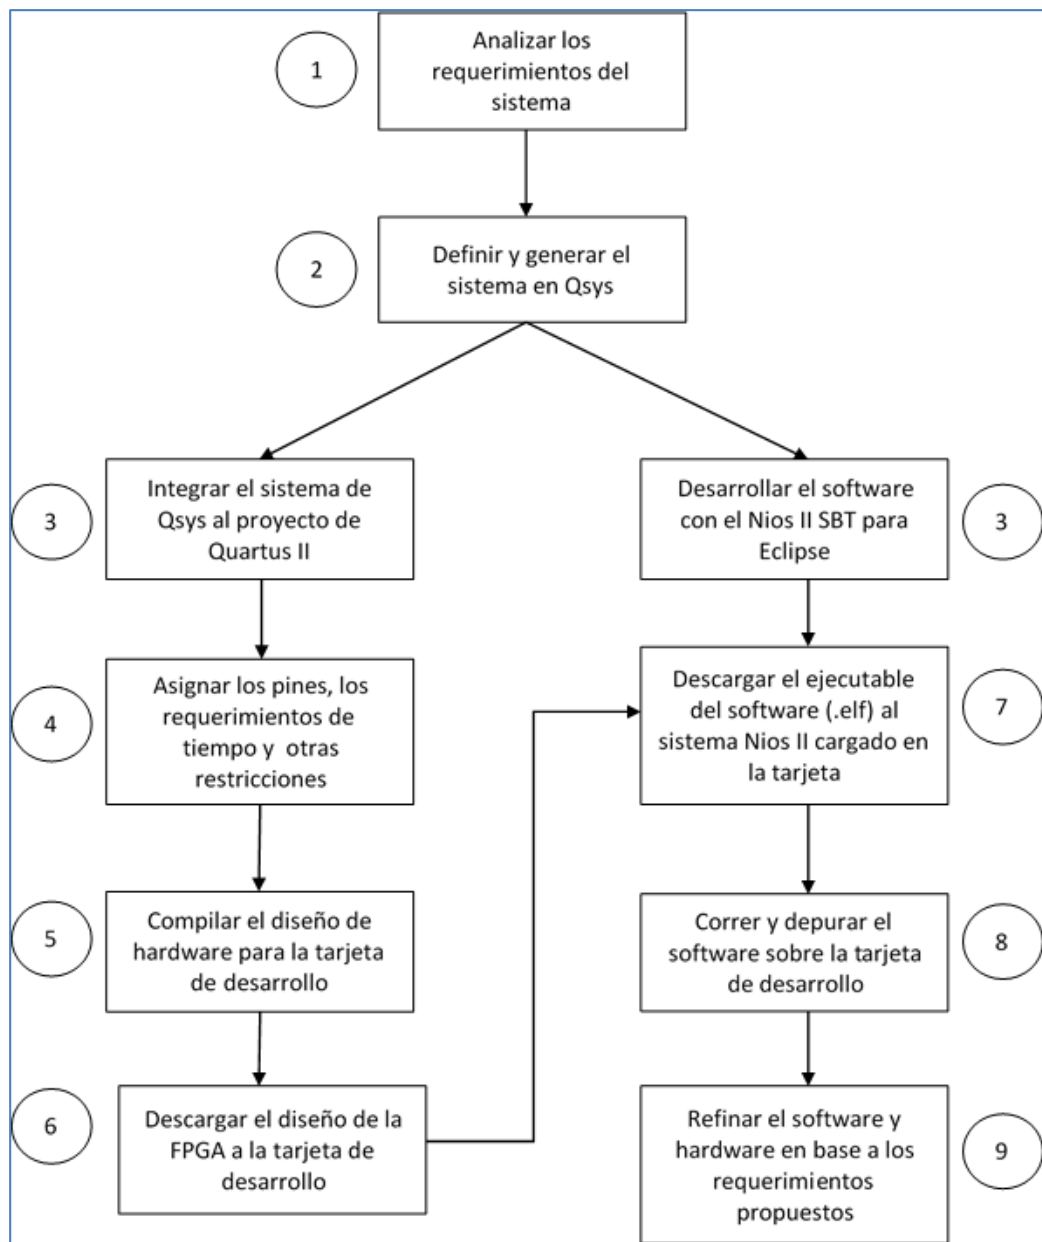 1
Analizar los
requerimientos del
sistema
2
Definir y generar el
sistema en Qsys
3
Integrar el sistema de
Qsys al proyecto de
Quartus II
Desarrollar el software
con el Nios II SBT para
Eclipse
3
4
Asignar los pines, los
requerimientos de
tiempo y otras
restricciones
Descargar el ejecutable
del software (.elf) al
sistema Nios II cargado en
la tarjeta
7
5
Compilar el diseño de
hardware para la tarjeta
de desarrollo
Correr y depurar el
software sobre la tarjeta
de desarrollo
8
6
Descargar el diseño de la
FPGA a la tarjeta de
desarrollo
Refinar el software y
hardware en base a los
requerimientos
propuestos
9